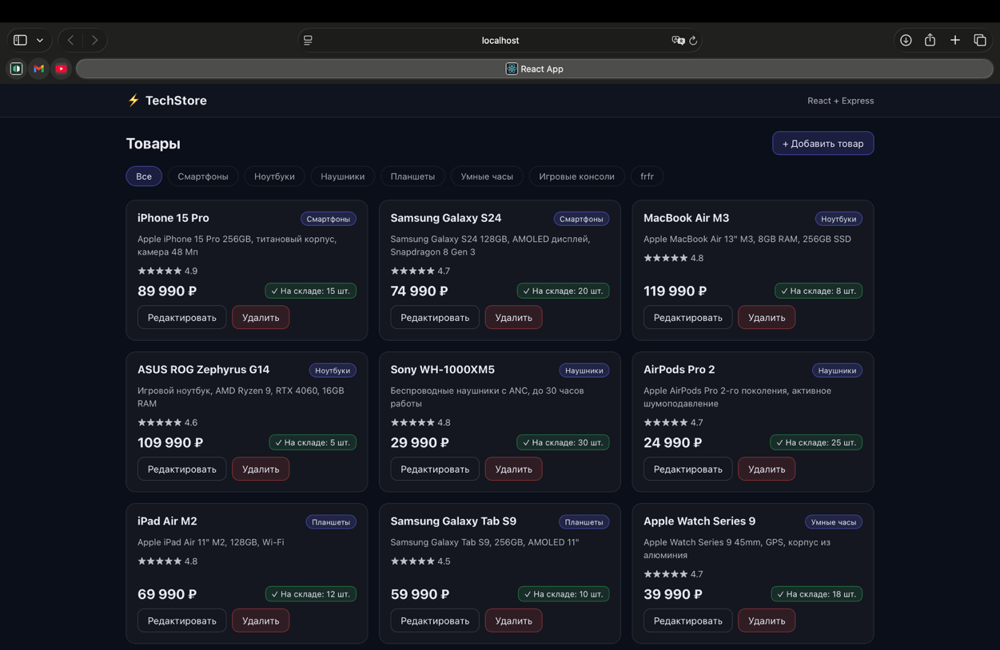 localhost
React App
⚡ TechStore
React + Express
Товары
+ Добавить товар
Все
Смартфоны
Ноутбуки
Наушники
Планшеты
Умные часы
Игровые консоли
frfr
iPhone 15 Pro
Смартфоны
Apple iPhone 15 Pro 256GB, титановый корпус,
камера 48 Мп
★★★★★ 4.9
89 990 ₽
✓ На складе: 15 шт.
Редактировать
Удалить
Samsung Galaxy S24
Смартфоны
Samsung Galaxy S24 128GB, AMOLED дисплей,
Snapdragon 8 Gen 3
★★★★★ 4.7
74 990 ₽
✓ На складе: 20 шт.
Редактировать
Удалить
MacBook Air M3
Ноутбуки
Apple MacBook Air 13" M3, 8GB RAM, 256GB SSD
★★★★★ 4.8
119 990 ₽
✓ На складе: 8 шт.
Редактировать
Удалить
ASUS ROG Zephyrus G14
Ноутбуки
Игровой ноутбук, AMD Ryzen 9, RTX 4060, 16GB
RAM
★★★★★ 4.6
109 990 ₽
✓ На складе: 5 шт.
Редактировать
Удалить
Sony WH-1000XM5
Наушники
Беспроводные наушники с ANC, до 30 часов
работы
★★★★★ 4.8
29 990 ₽
✓ На складе: 30 шт.
Редактировать
Удалить
AirPods Pro 2
Наушники
Apple AirPods Pro 2-го поколения, активное
шумоподавление
★★★★★ 4.7
24 990 ₽
✓ На складе: 25 шт.
Редактировать
Удалить
iPad Air M2
Планшеты
Apple iPad Air 11" M2, 128GB, Wi-Fi
★★★★★ 4.8
69 990 ₽
✓ На складе: 12 шт.
Редактировать
Удалить
Samsung Galaxy Tab S9
Планшеты
Samsung Galaxy Tab S9, 256GB, AMOLED 11"
★★★★★ 4.5
59 990 ₽
✓ На складе: 10 шт.
Редактировать
Удалить
Apple Watch Series 9
Умные часы
Apple Watch Series 9 45mm, GPS, корпус из
алюминия
★★★★★ 4.7
39 990 ₽
✓ На складе: 18 шт.
Редактировать
Удалить